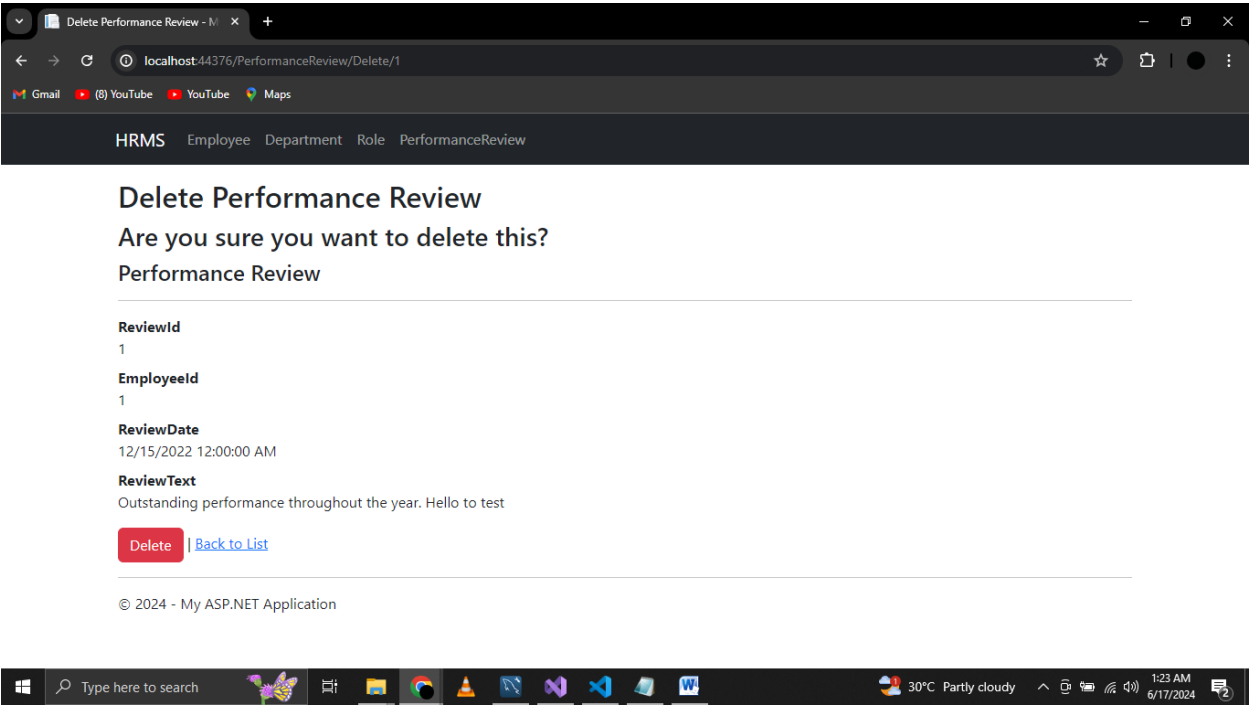 Delete Performance Review - M
localhost:44376/PerformanceReview/Delete/1
Gmail (8) YouTube YouTube Maps
HRMS Employee Department Role PerformanceReview
Delete Performance Review
Are you sure you want to delete this?
Performance Review
ReviewId
1
EmployeeId
1
ReviewDate
12/15/2022 12:00:00 AM
ReviewText
Outstanding performance throughout the year. Hello to test
Delete | Back to List
© 2024 - My ASP.NET Application
Type here to search
30°C Partly cloudy
1:23 AM
6/17/2024
2